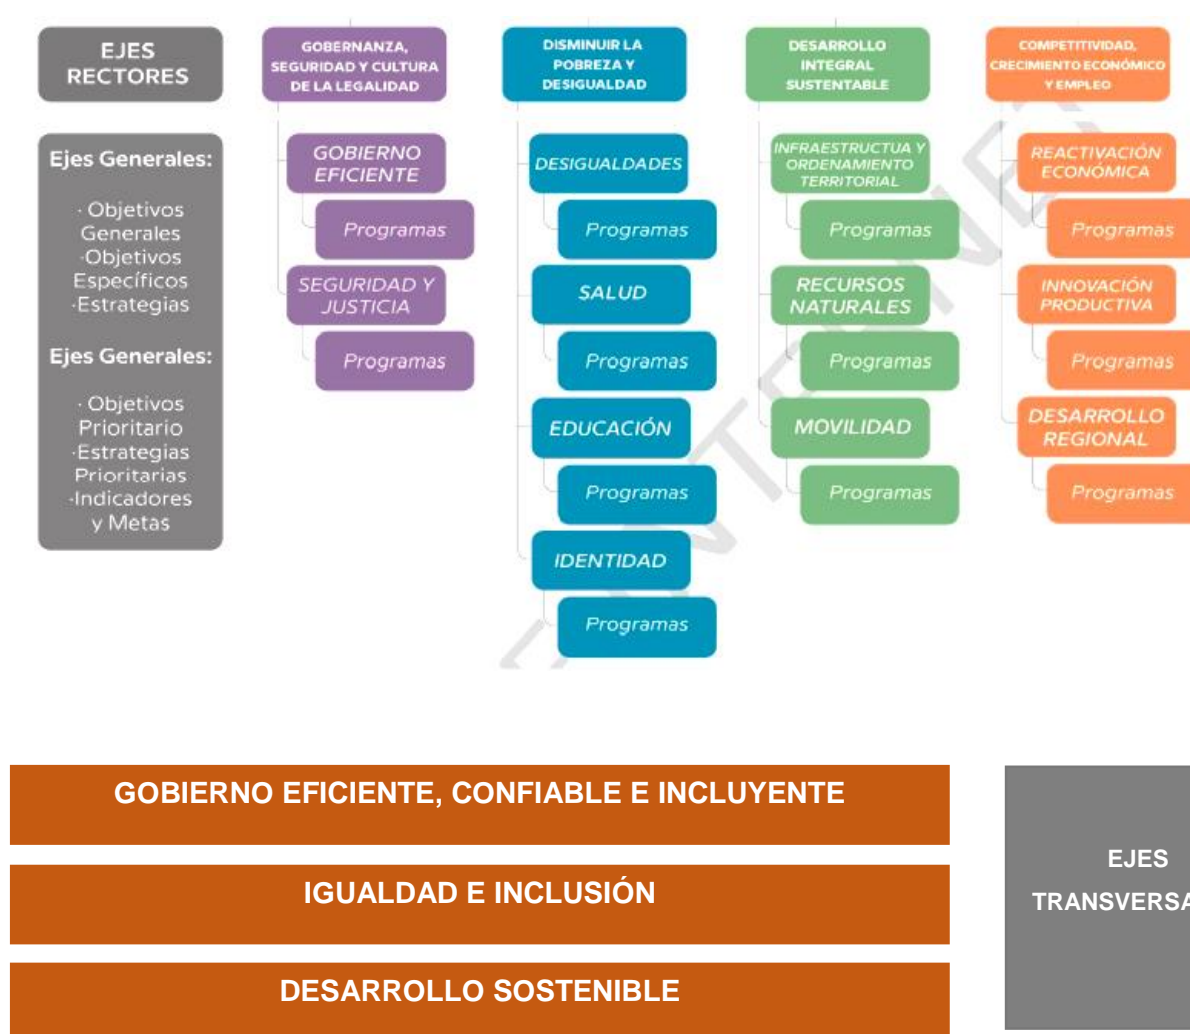 EJES
RECTORES
GOBERNANZA,
SEGURIDAD Y CULTURA
DE LA LEGALIDAD
DISMINUIR LA
POBREZA Y
DESIGUALDAD
DESARROLLO
INTEGRAL
SUSTENTABLE
COMPETITIVIDAD,
CRECIMIENTO ECONÓMICO
Y EMPLEO
Ejes Generales:
· Objetivos
Generales
·Objetivos
Específicos
·Estrategias
Ejes Generales:
· Objetivos
Prioritario
·Estrategias
Prioritarias
·Indicadores
y Metas
GOBIERNO
EFICIENTE
Programas
SEGURIDAD Y
JUSTICIA
Programas
DESIGUALDADES
Programas
SALUD
Programas
EDUCACIÓN
Programas
IDENTIDAD
Programas
INFRAESTRUCTUA Y
ORDENAMIENTO
TERRITORIAL
Programas
RECURSOS
NATURALES
Programas
MOVILIDAD
Programas
REACTIVACIÓN
ECONÓMICA
Programas
INNOVACIÓN
PRODUCTIVA
Programas
DESARROLLO
REGIONAL
Programas
GOBIERNO EFICIENTE, CONFIABLE E INCLUYENTE
IGUALDAD E INCLUSIÓN
DESARROLLO SOSTENIBLE
EJES